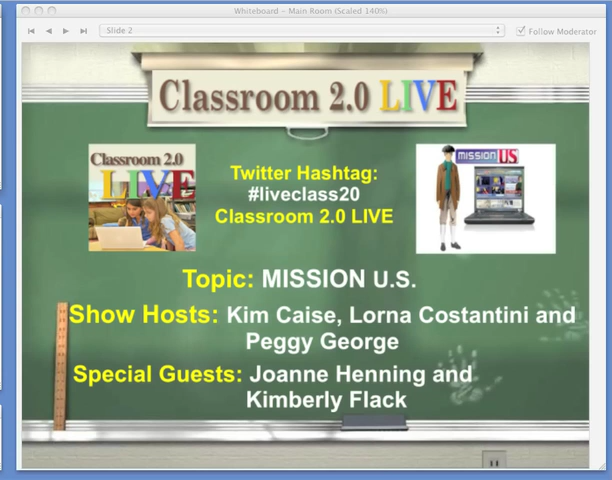 Whiteboard – Main Room (Scaled 140%)
Slide 2
Follow Moderator
Classroom 2.0 LIVE
Classroom 2.0
LIVE
Twitter Hashtag:
#liveclass20
Classroom 2.0 LIVE
MISSION US
Topic: MISSION U.S.
Show Hosts: Kim Caise, Lorna Costantini and
Peggy George
Special Guests: Joanne Henning and
Kimberly Flack